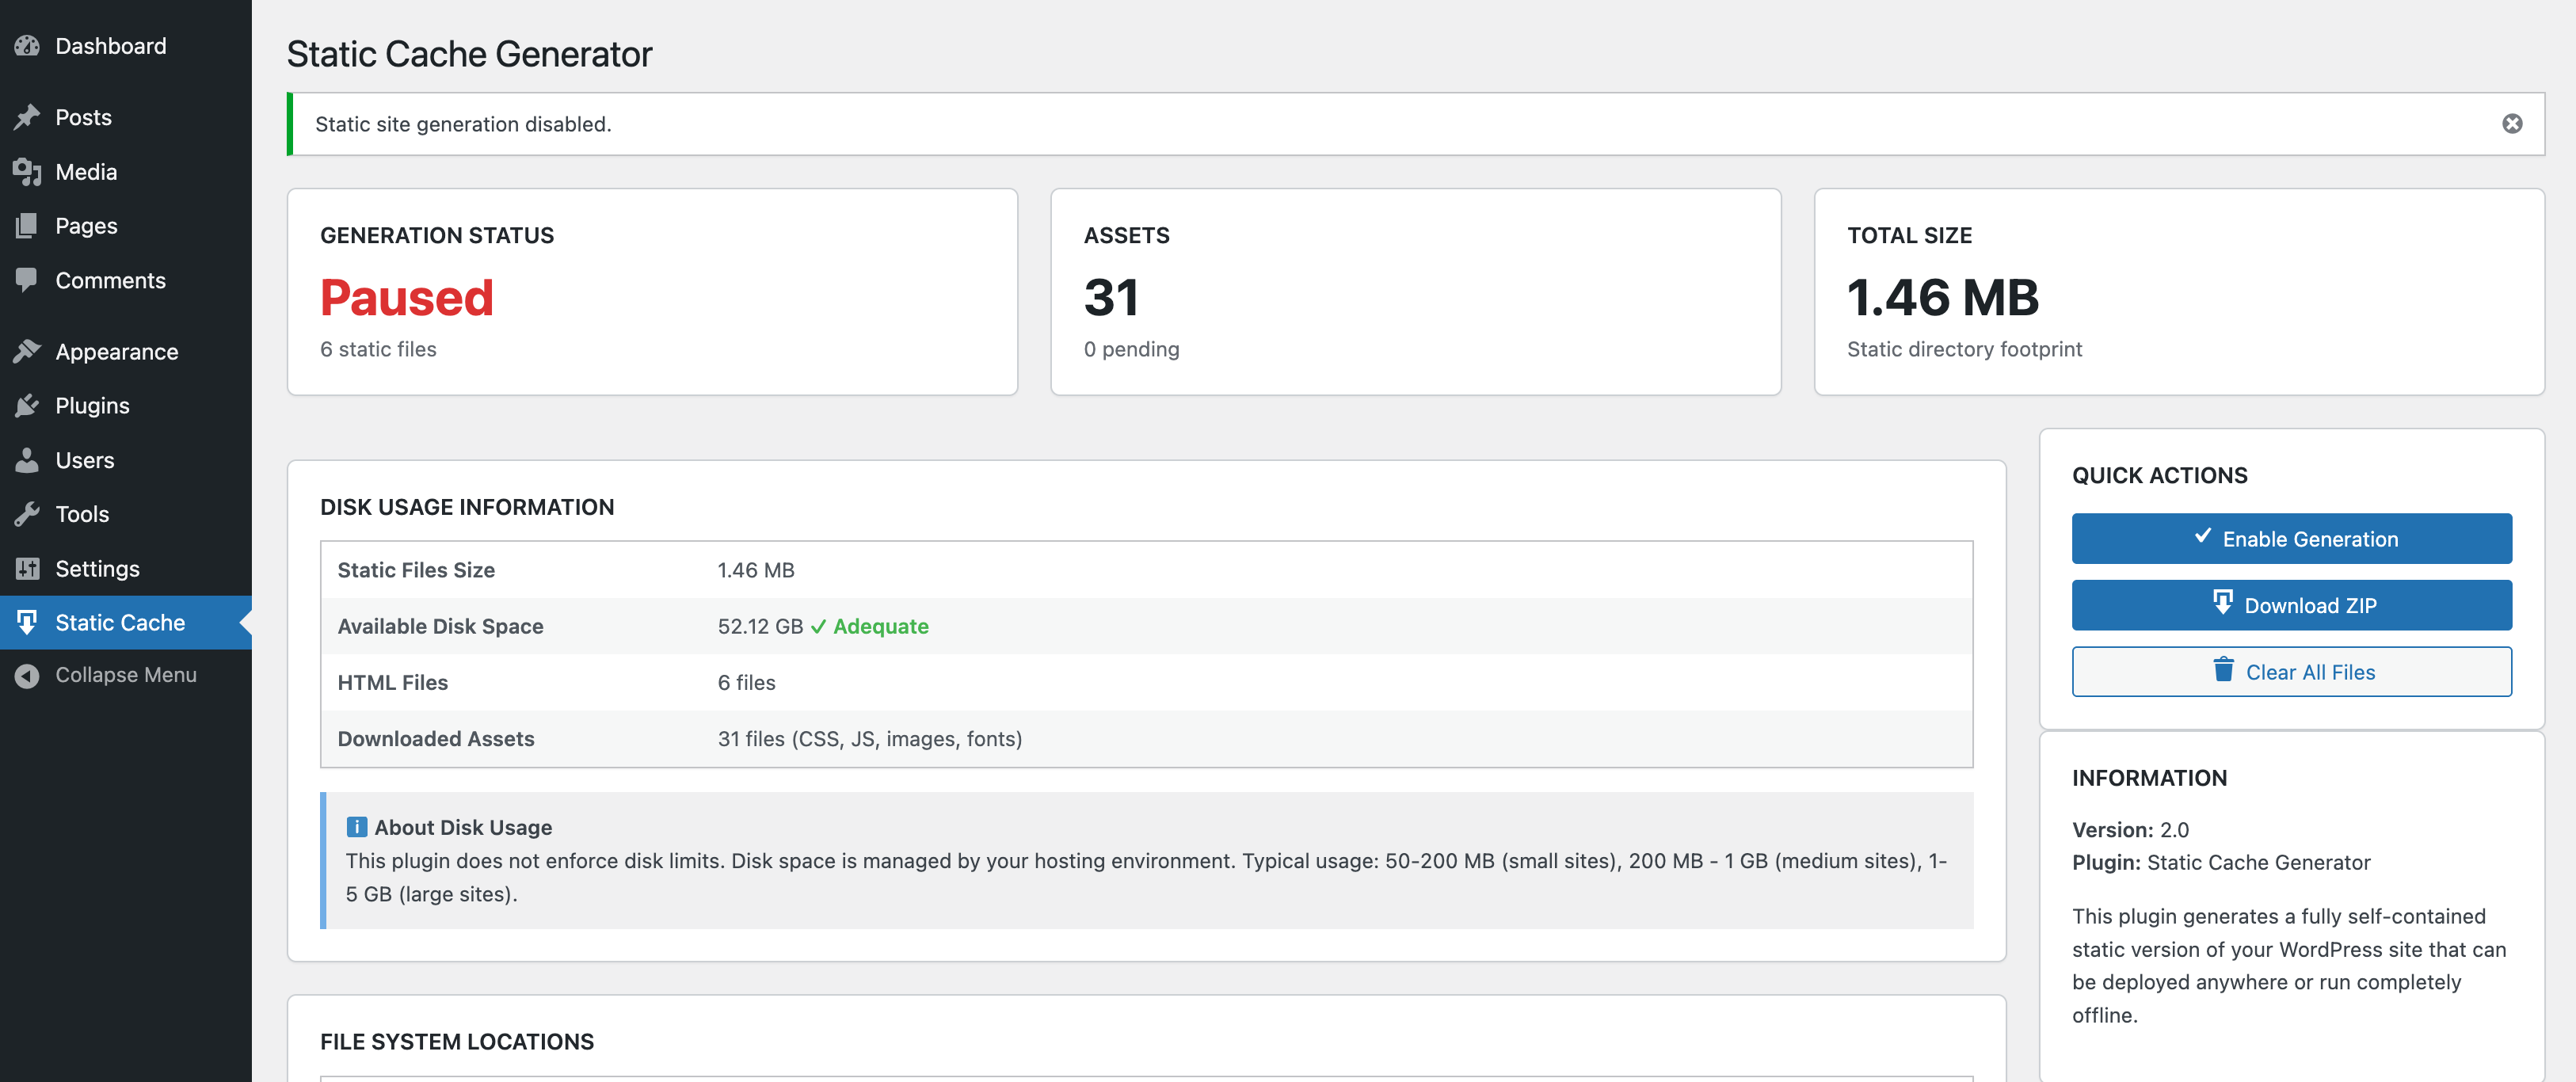 Dashboard
Posts
Media
Pages
Comments
Appearance
Plugins
Users
Tools
Settings
Static Cache
Collapse Menu
Static Cache Generator
Static site generation disabled.
GENERATION STATUS
Paused
6 static files
ASSETS
31
0 pending
TOTAL SIZE
1.46 MB
Static directory footprint
DISK USAGE INFORMATION
Static Files Size 1.46 MB
Available Disk Space 52.12 GB ✓ Adequate
HTML Files 6 files
Downloaded Assets 31 files (CSS, JS, images, fonts)
ℹ About Disk Usage
This plugin does not enforce disk limits. Disk space is managed by your hosting environment. Typical usage: 50-200 MB (small sites), 200 MB - 1 GB (medium sites), 1-
5 GB (large sites).
FILE SYSTEM LOCATIONS
QUICK ACTIONS
Enable Generation
Download ZIP
Clear All Files
INFORMATION
Version: 2.0
Plugin: Static Cache Generator
This plugin generates a fully self-contained
static version of your WordPress site that can
be deployed anywhere or run completely
offline.